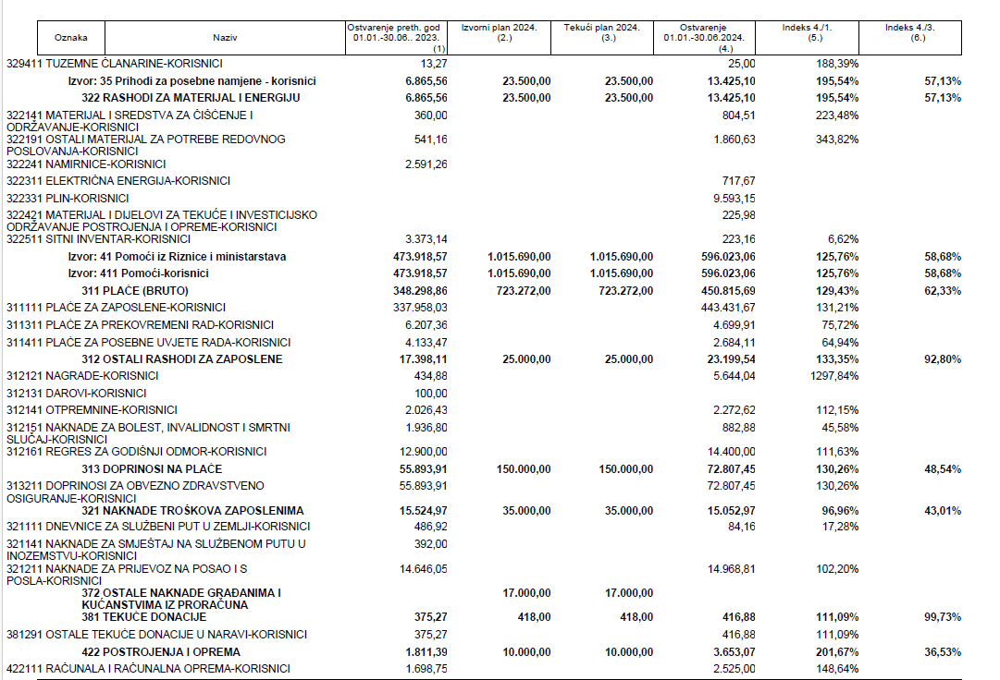 Oznaka Naziv Ostvarenje preth. god 01.01.-30.06.. 2023. (1) Izvorni plan 2024. (2.) Tekući plan 2024. (3.) Ostvarenje 01.01.-30.06.2024. (4.) Indeks 4./1. (5.) Indeks 4./3. (6.)
329411 TUZEMNE ČLANARINE-KORISNICI 13,27 25,00 188,39%
Izvor: 35 Prihodi za posebne namjene - korisnici 6.865,56 23.500,00 23.500,00 13.425,10 195,54% 57,13%
322 RASHODI ZA MATERIJAL I ENERGIJU 6.865,56 23.500,00 23.500,00 13.425,10 195,54% 57,13%
322141 MATERIJAL I SREDSTVA ZA ČIŠĆENJE I 360,00 804,51 223,48%
ODRŽAVANJE-KORISNICI
322191 OSTALI MATERIJAL ZA POTREBE REDOVNOG 541,16 1.860,63 343,82%
POSLOVANJA-KORISNICI
322241 NAMIRNICE-KORISNICI 2.591,26
322311 ELEKTRIČNA ENERGIJA-KORISNICI 717,67
322331 PLIN-KORISNICI 9.593,15
322421 MATERIJAL I DIJELOVI ZA TEKUĆE I INVESTICIJSKO 225,98
ODRŽAVANJE POSTROJENJA I OPREME-KORISNICI
322511 SITNI INVENTAR-KORISNICI 3.373,14 223,16 6,62%
Izvor: 41 Pomoći iz Riznice i ministarstava 473.918,57 1.015.690,00 1.015.690,00 596.023,06 125,76% 58,68%
Izvor: 411 Pomoći-korisnici 473.918,57 1.015.690,00 1.015.690,00 596.023,06 125,76% 58,68%
311 PLAĆE (BRUTO) 348.298,86 723.272,00 723.272,00 450.815,69 129,43% 62,33%
311111 PLAĆE ZA ZAPOSLENE-KORISNICI 337.958,03 443.431,67 131,21%
311311 PLAĆE ZA PREKOVREMENI RAD-KORISNICI 6.207,36 4.699,91 75,72%
311411 PLAĆE ZA POSEBNE UVJETE RADA-KORISNICI 4.133,47 2.684,11 64,94%
312 OSTALI RASHODI ZA ZAPOSLENE 17.398,11 25.000,00 25.000,00 23.199,54 133,35% 92,80%
312121 NAGRADE-KORISNICI 434,88 5.644,04 1297,84%
312131 DAROVI-KORISNICI 100,00
312141 OTPREMNINE-KORISNICI 2.026,43 2.272,62 112,15%
312151 NAKNADE ZA BOLEST, INVALIDNOST I SMRTNI 1.936,80 882,88 45,58%
SLUČAJ-KORISNICI
312161 REGRES ZA GODIŠNJI ODMOR-KORISNICI 12.900,00 14.400,00 111,63%
313 DOPRINOSI NA PLAĆE 55.893,91 150.000,00 150.000,00 72.807,45 130,26% 48,54%
313211 DOPRINOSI ZA OBVEZNO ZDRAVSTVENO 55.893,91 72.807,45 130,26%
OSIGURANJE-KORISNICI
321 NAKNADE TROŠKOVA ZAPOSLENIMA 15.524,97 35.000,00 35.000,00 15.052,97 96,96% 43,01%
321111 DNEVNICE ZA SLUŽBENI PUT U ZEMLJI-KORISNICI 486,92 84,16 17,28%
321141 NAKNADE ZA SMJEŠTAJ NA SLUŽBENOM PUTU U 392,00
INOZEMSTVU-KORISNICI
321211 NAKNADE ZA PRIJEVOZ NA POSAO I S 14.646,05 14.968,81 102,20%
POSLA-KORISNICI
372 OSTALE NAKNADE GRAĐANIMA I 17.000,00 17.000,00
KUĆANSTVIMA IZ PRORAČUNA
381 TEKUĆE DONACIJE 375,27 418,00 418,00 416,88 111,09% 99,73%
381291 OSTALE TEKUĆE DONACIJE U NARAVI-KORISNICI 375,27 416,88 111,09%
422 POSTROJENJA I OPREMA 1.811,39 10.000,00 10.000,00 3.653,07 201,67% 36,53%
422111 RAČUNALA I RAČUNALNA OPREMA-KORISNICI 1.698,75 2.525,00 148,64%